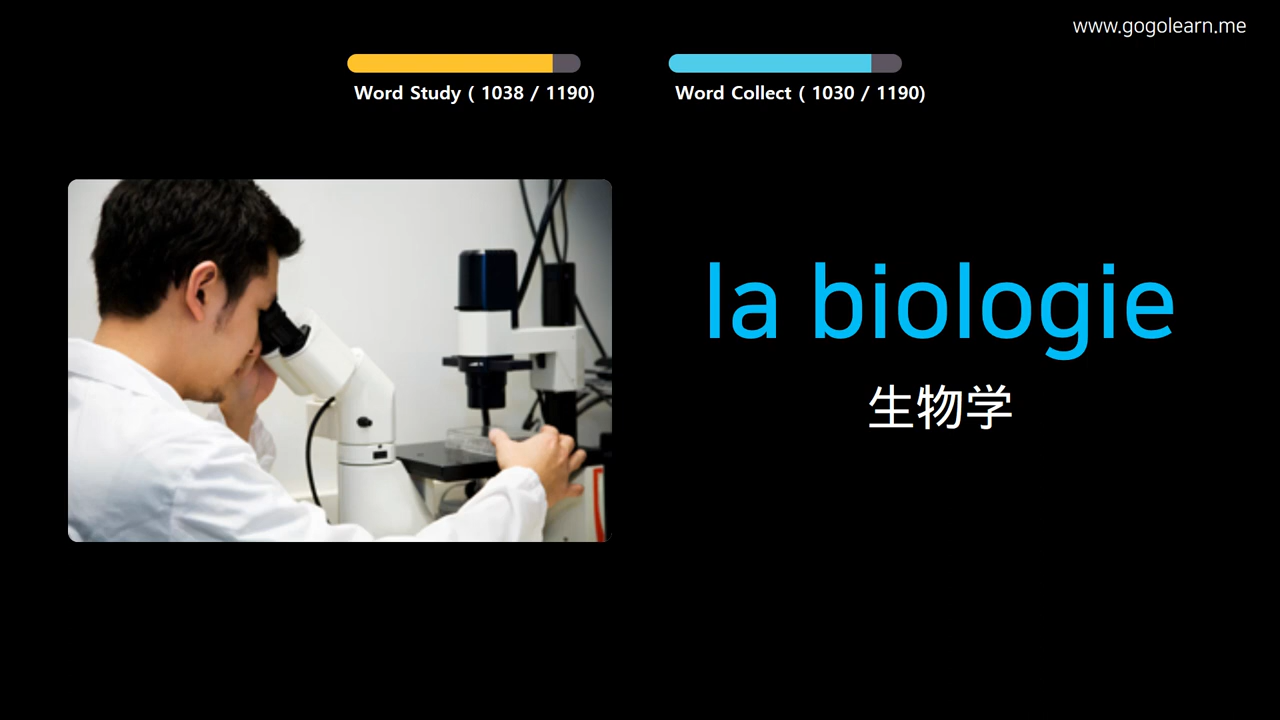 www.gogolearn.me
Word Study ( 1038 / 1190)
Word Collect ( 1030 / 1190)
la biologie
生物学